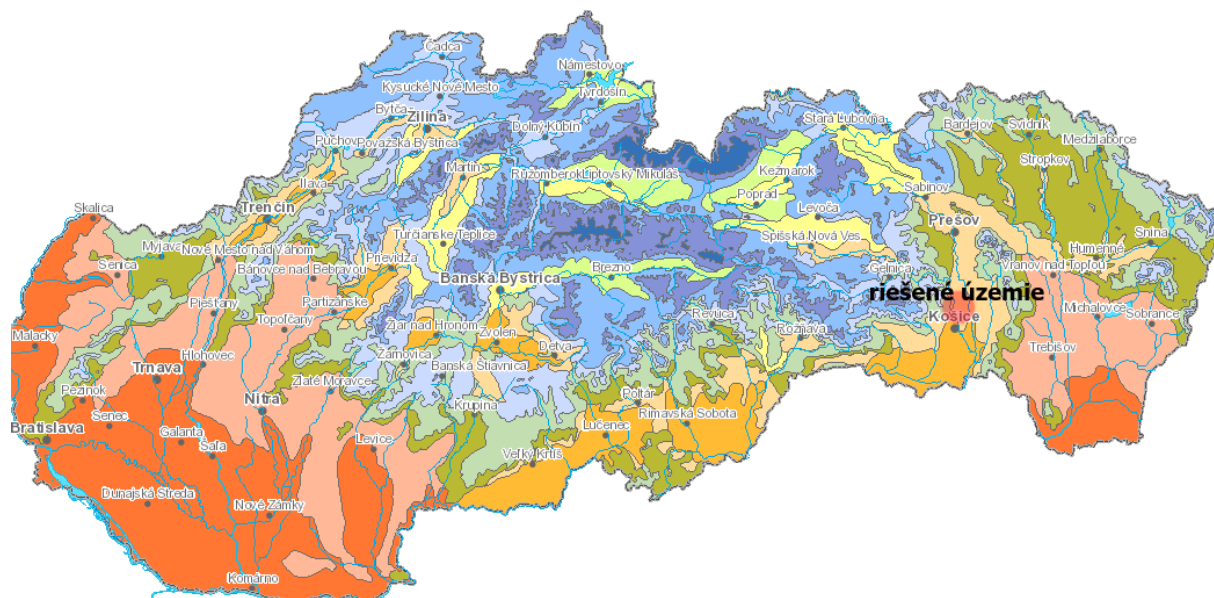 Čadca
Námestovo
Kysucké Nové Mesto
Tvrdošín
Bytča
Žilina
Dolný Kubín
Stará Ľubovňa
Bardejov
Svidník
Medzilaborce
Púchov
Považská Bystrica
Stropkov
Martin
Ružomberok
Liptovský Mikuláš
Kežmarok
Ilava
Poprad
Sabinov
Skalica
Trenčín
Levoča
Prešov
Turčianske Teplice
Spišská Nová Ves
Snina
Myjava
Nové Mesto nad Váhom
Humenné
Senica
Bánovce nad Bebravou
Prievidza
Brezno
Gelnica
Vranov nad Topľou
Banská Bystrica
riešené územie
Piešťany
Partizánske
Topoľčany
Revúca
Košice
Michalovce
Sobrance
Malacky
Žiar nad Hronom
Zvolen
Rožňava
Hlohovec
Žarnovica
Detva
Trebišov
Trnava
Banská Štiavnica
Zlaté Moravce
Pezinok
Poltár
Nitra
Krupina
Rimavská Sobota
Senec
Bratislava
Lučenec
Galanta
Šaľa
Levice
Veľký Krtíš
Dunajská Streda
Nové Zámky
Komárno